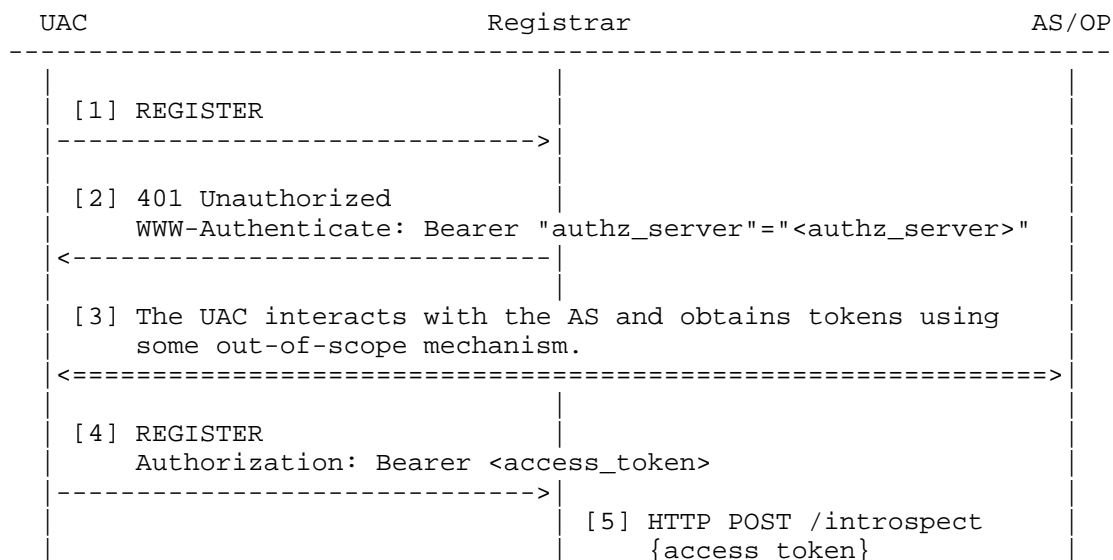 UAC Registrar AS/OP
[1] REGISTER
[2] 401 Unauthorized
WWW-Authenticate: Bearer "authz_server"="<authz_server>"
[3] The UAC interacts with the AS and obtains tokens using
some out-of-scope mechanism.
[4] REGISTER
Authorization: Bearer <access_token>
[5] HTTP POST /introspect
{access_token}